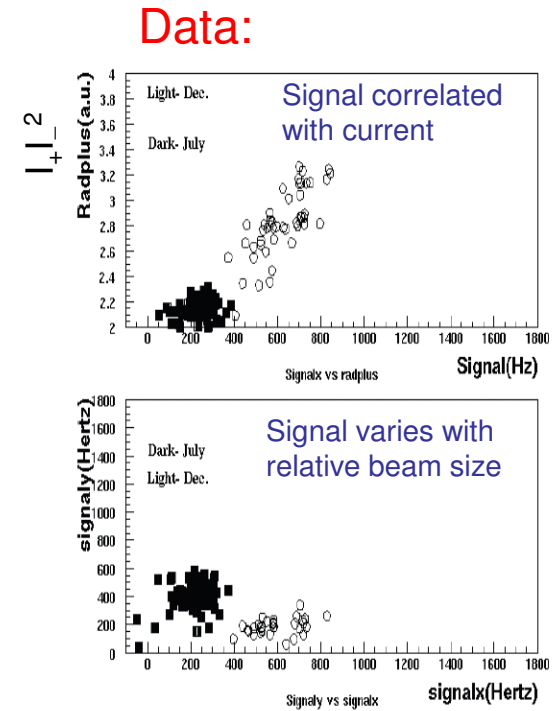 Data:
I₊I₋²
Radplus(a.u.)
4
3.8
3.6
3.4
3.2
3
2.8
2.6
2.4
2.2
2
Light- Dec.
Dark- July
Signal correlated
with current
0 200 400 600 800 1000 1200 1400 1600 1800
Signalx vs radplus
Signal(Hz)
signaly(Hertz)
1800
1600
1400
1200
1000
800
600
400
200
0
Dark- July
Light- Dec.
Signal varies with
relative beam size
0 200 400 600 800 1000 1200 1400 1600 1800
Signaly vs signalx
signalx(Hertz)